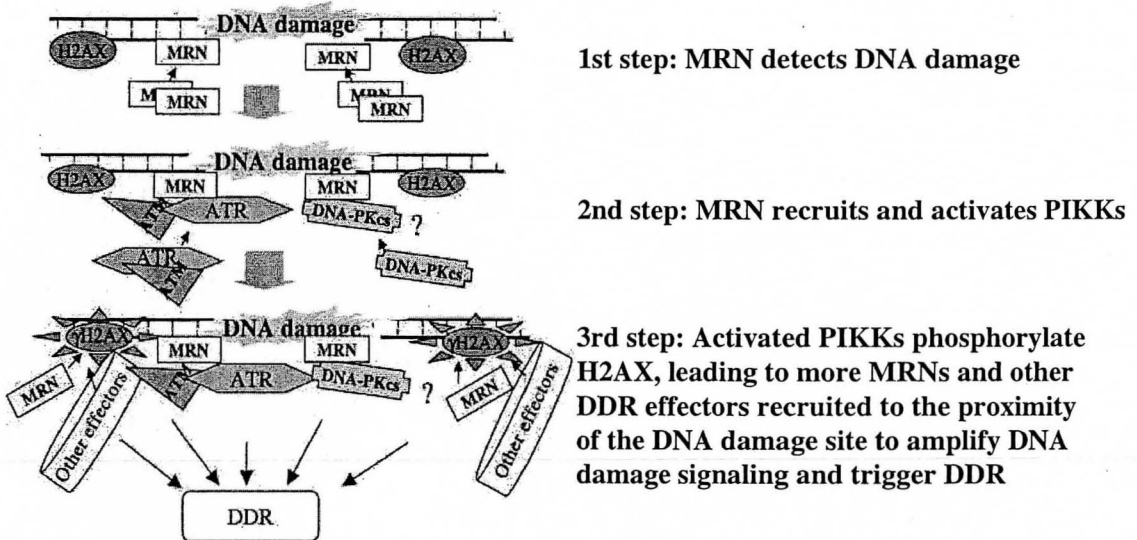 DNA damage
H2AX
MRN
MRN
H2AX
MRN
MRN
MRN
1st step: MRN detects DNA damage
DNA damage
H2AX
MRN
MRN
H2AX
ATM
ATR
DNA-PKcs
?
ATR
ATM
DNA-PKcs
2nd step: MRN recruits and activates PIKKs
γH2AX
DNA damage
γH2AX
MRN
MRN
ATM
ATR
DNA-PKcs
?
MRN
Other effectors
MRN
Other effectors
3rd step: Activated PIKKs phosphorylate
H2AX, leading to more MRNs and other
DDR effectors recruited to the proximity
of the DNA damage site to amplify DNA
damage signaling and trigger DDR
DDR